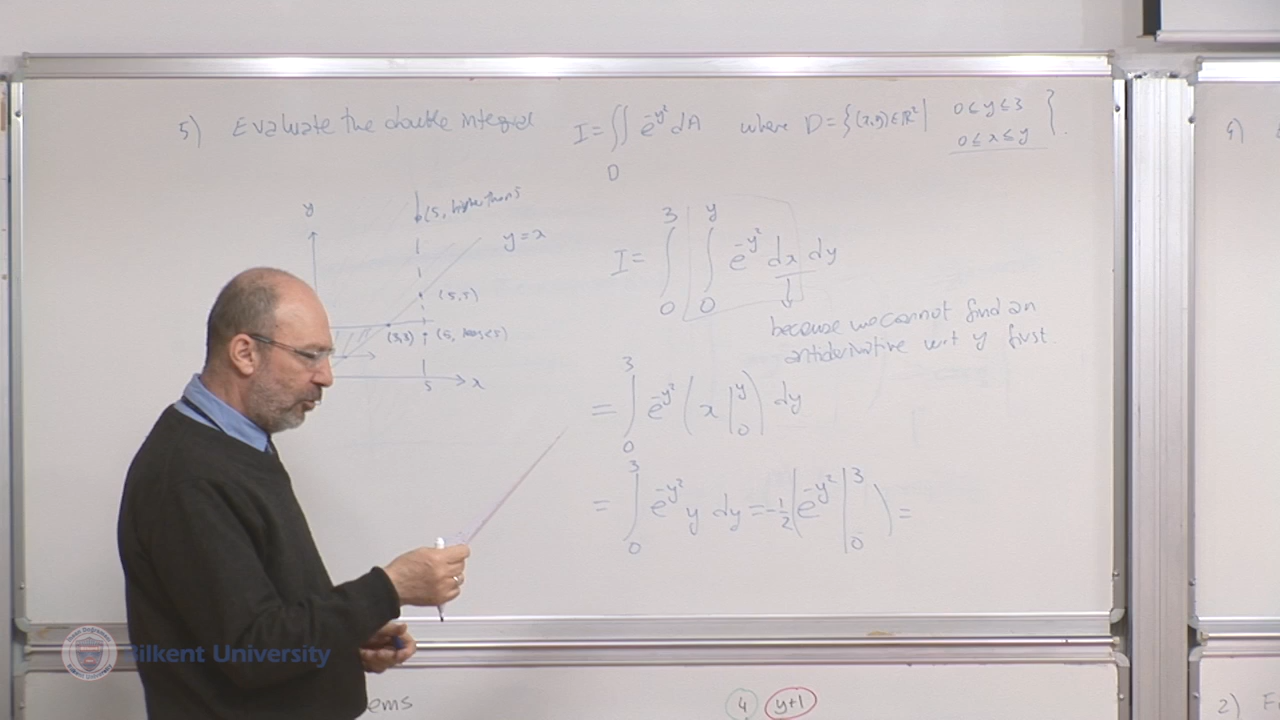 5) Evaluate the double integral I = ∬_D e^{-y²} dA where D = {(x,y) ∈ ℝ² | 0 ≤ y ≤ 3
0 ≤ x ≤ y }.
y
(5, higher than 5
y = x
(5,5)
(3,3)
(5, less < 5)
5
x
I = ∫_0^3 ∫_0^y e^{-y²} dx dy
because we cannot find an
antiderivative w.r.t y first.
= ∫_0^3 e^{-y²} ( x |_0^y ) dy
= ∫_0^3 e^{-y²} y dy = -1/2 ( e^{-y²} |_0^3 ) =
4)
Bilkent University
ems
4 y+1
2) F